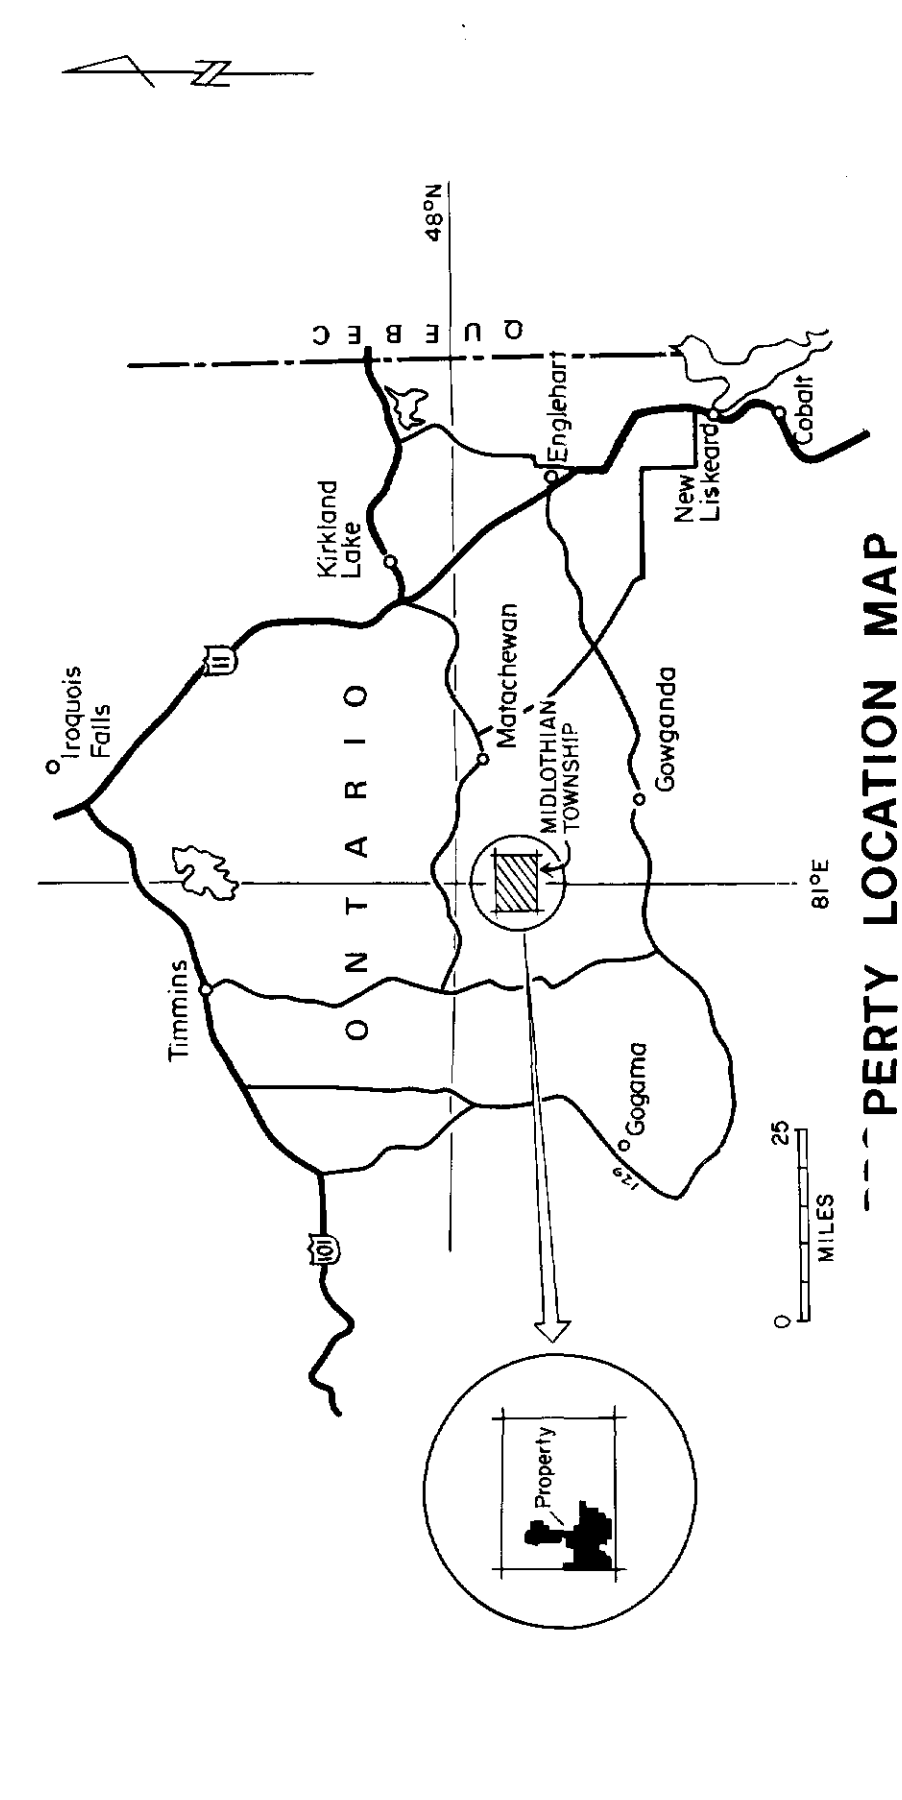 N
Iroquois
Falls
111
Timmins
Kirkland
Lake
QUEBEC
ONTARIO
101
48°N
Matachewan
Englehart
MIDLOTHIAN
TOWNSHIP
Gowganda
New
Liskeard
Cobalt
Gogama
129
81°E
Property
0 25
MILES
PERTY LOCATION MAP